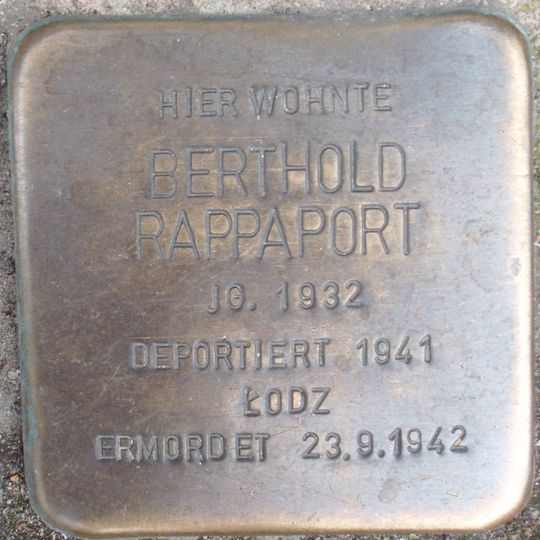 HIER WOHNTE
BERTHOLD
RAPPAPORT
JG. 1932
DEPORTIERT 1941
ŁODZ
ERMORDET 23.9.1942